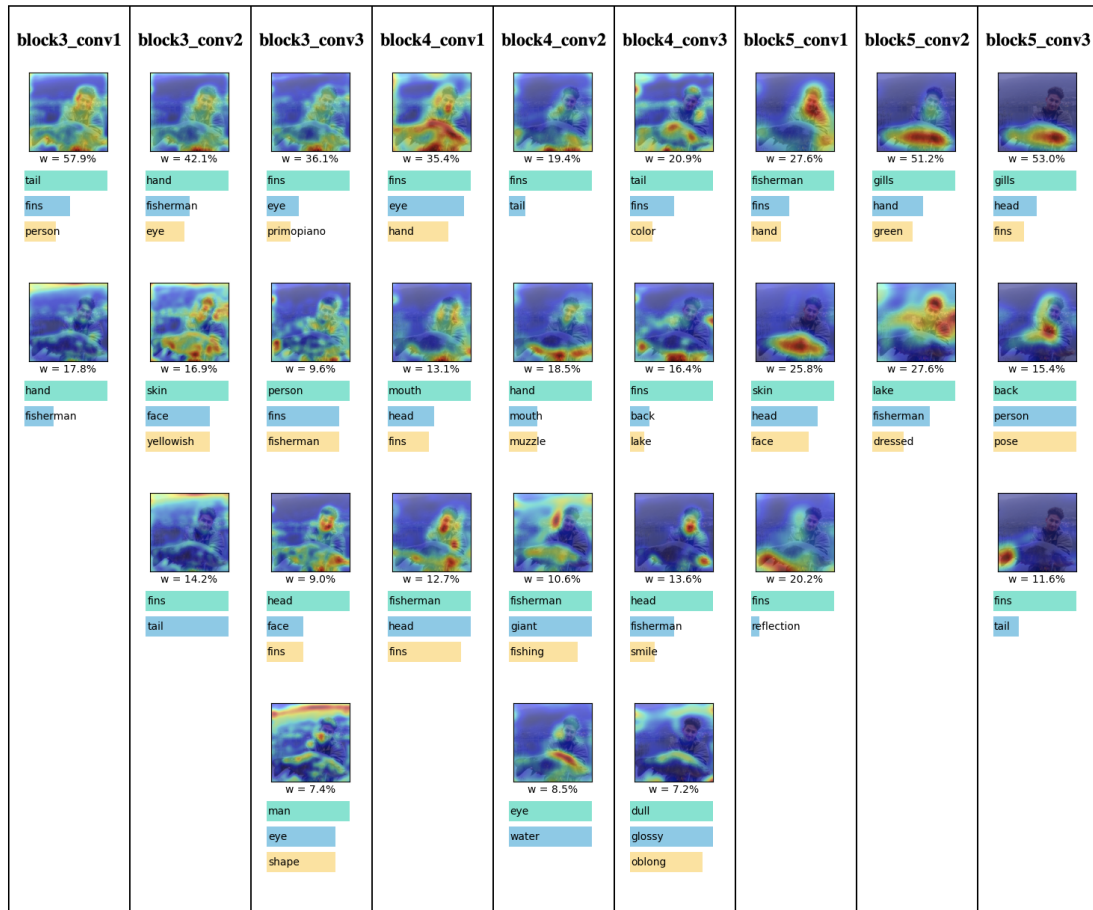 block3_conv1 block3_conv2 block3_conv3 block4_conv1 block4_conv2 block4_conv3 block5_conv1 block5_conv2 block5_conv3
w = 57.9% w = 42.1% w = 36.1% w = 35.4% w = 19.4% w = 20.9% w = 27.6% w = 51.2% w = 53.0%
tail hand fins fins fins tail fisherman gills gills
fins fisherman eye eye tail fins fins hand head
person eye primopiano hand color hand green fins
w = 17.8% w = 16.9% w = 9.6% w = 13.1% w = 18.5% w = 16.4% w = 25.8% w = 27.6% w = 15.4%
hand skin person mouth hand fins skin lake back
fisherman face fins head mouth back head fisherman person
yellowish fisherman fins muzzle lake face dressed pose
w = 14.2% w = 9.0% w = 12.7% w = 10.6% w = 13.6% w = 20.2% w = 11.6%
fins head fisherman fisherman head fins fins
tail face head giant fisherman reflection tail
fins fins fishing smile
w = 7.4% w = 8.5% w = 7.2%
man eye dull
eye water glossy
shape oblong